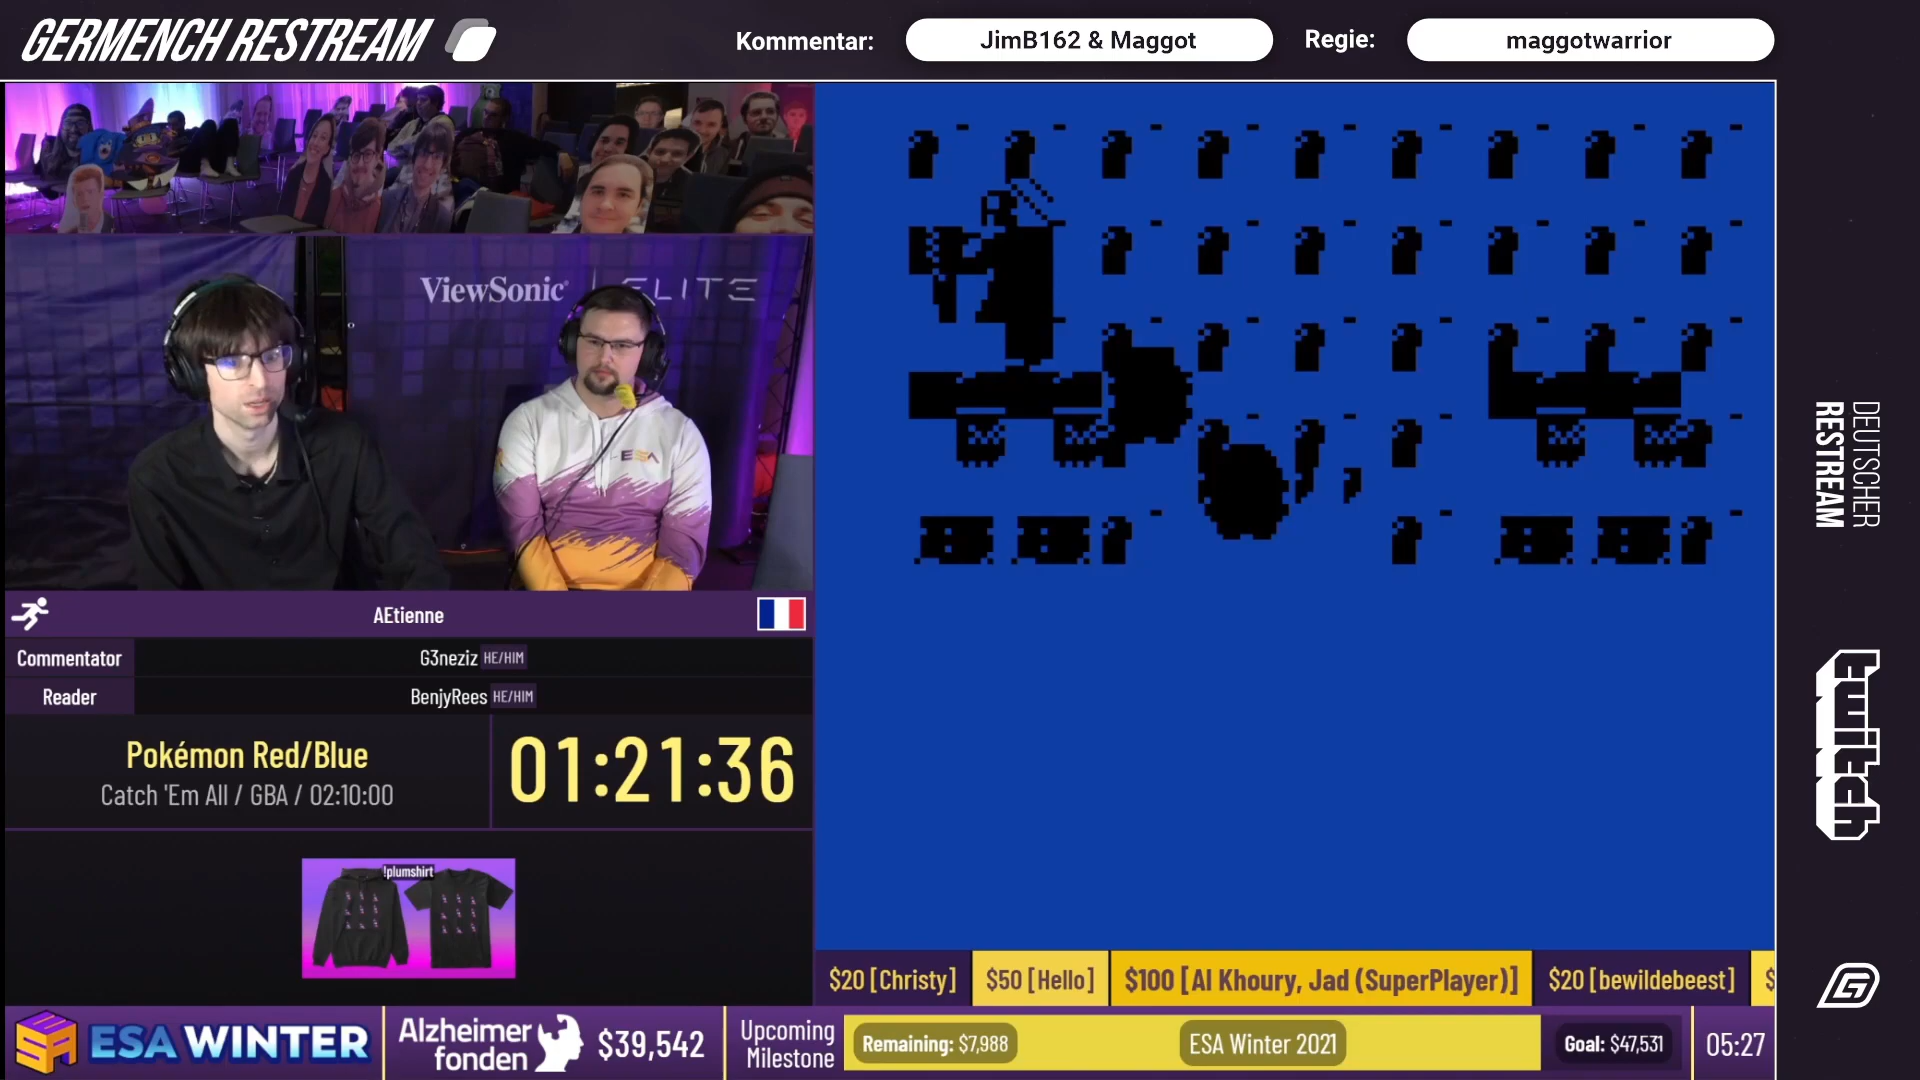 GERMENCH RESTREAM
Kommentar:
JimB162 & Maggot
Regie:
maggotwarrior
ViewSonic | ELITE
ESA
AEtienne
Commentator
G3neziz HE/HIM
Reader
BenjyRees HE/HIM
Pokémon Red/Blue
Catch 'Em All / GBA / 02:10:00
01:21:36
!plumshirt
$20 [Christy]
$50 [Hello]
$100 [Al Khoury, Jad (SuperPlayer)]
$20 [bewildebeest]
$
ESA WINTER
Alzheimer
fonden
$39,542
Upcoming
Milestone
Remaining: $7,988
ESA Winter 2021
Goal: $47,531
05:27
DEUTSCHER
RESTREAM
twitch